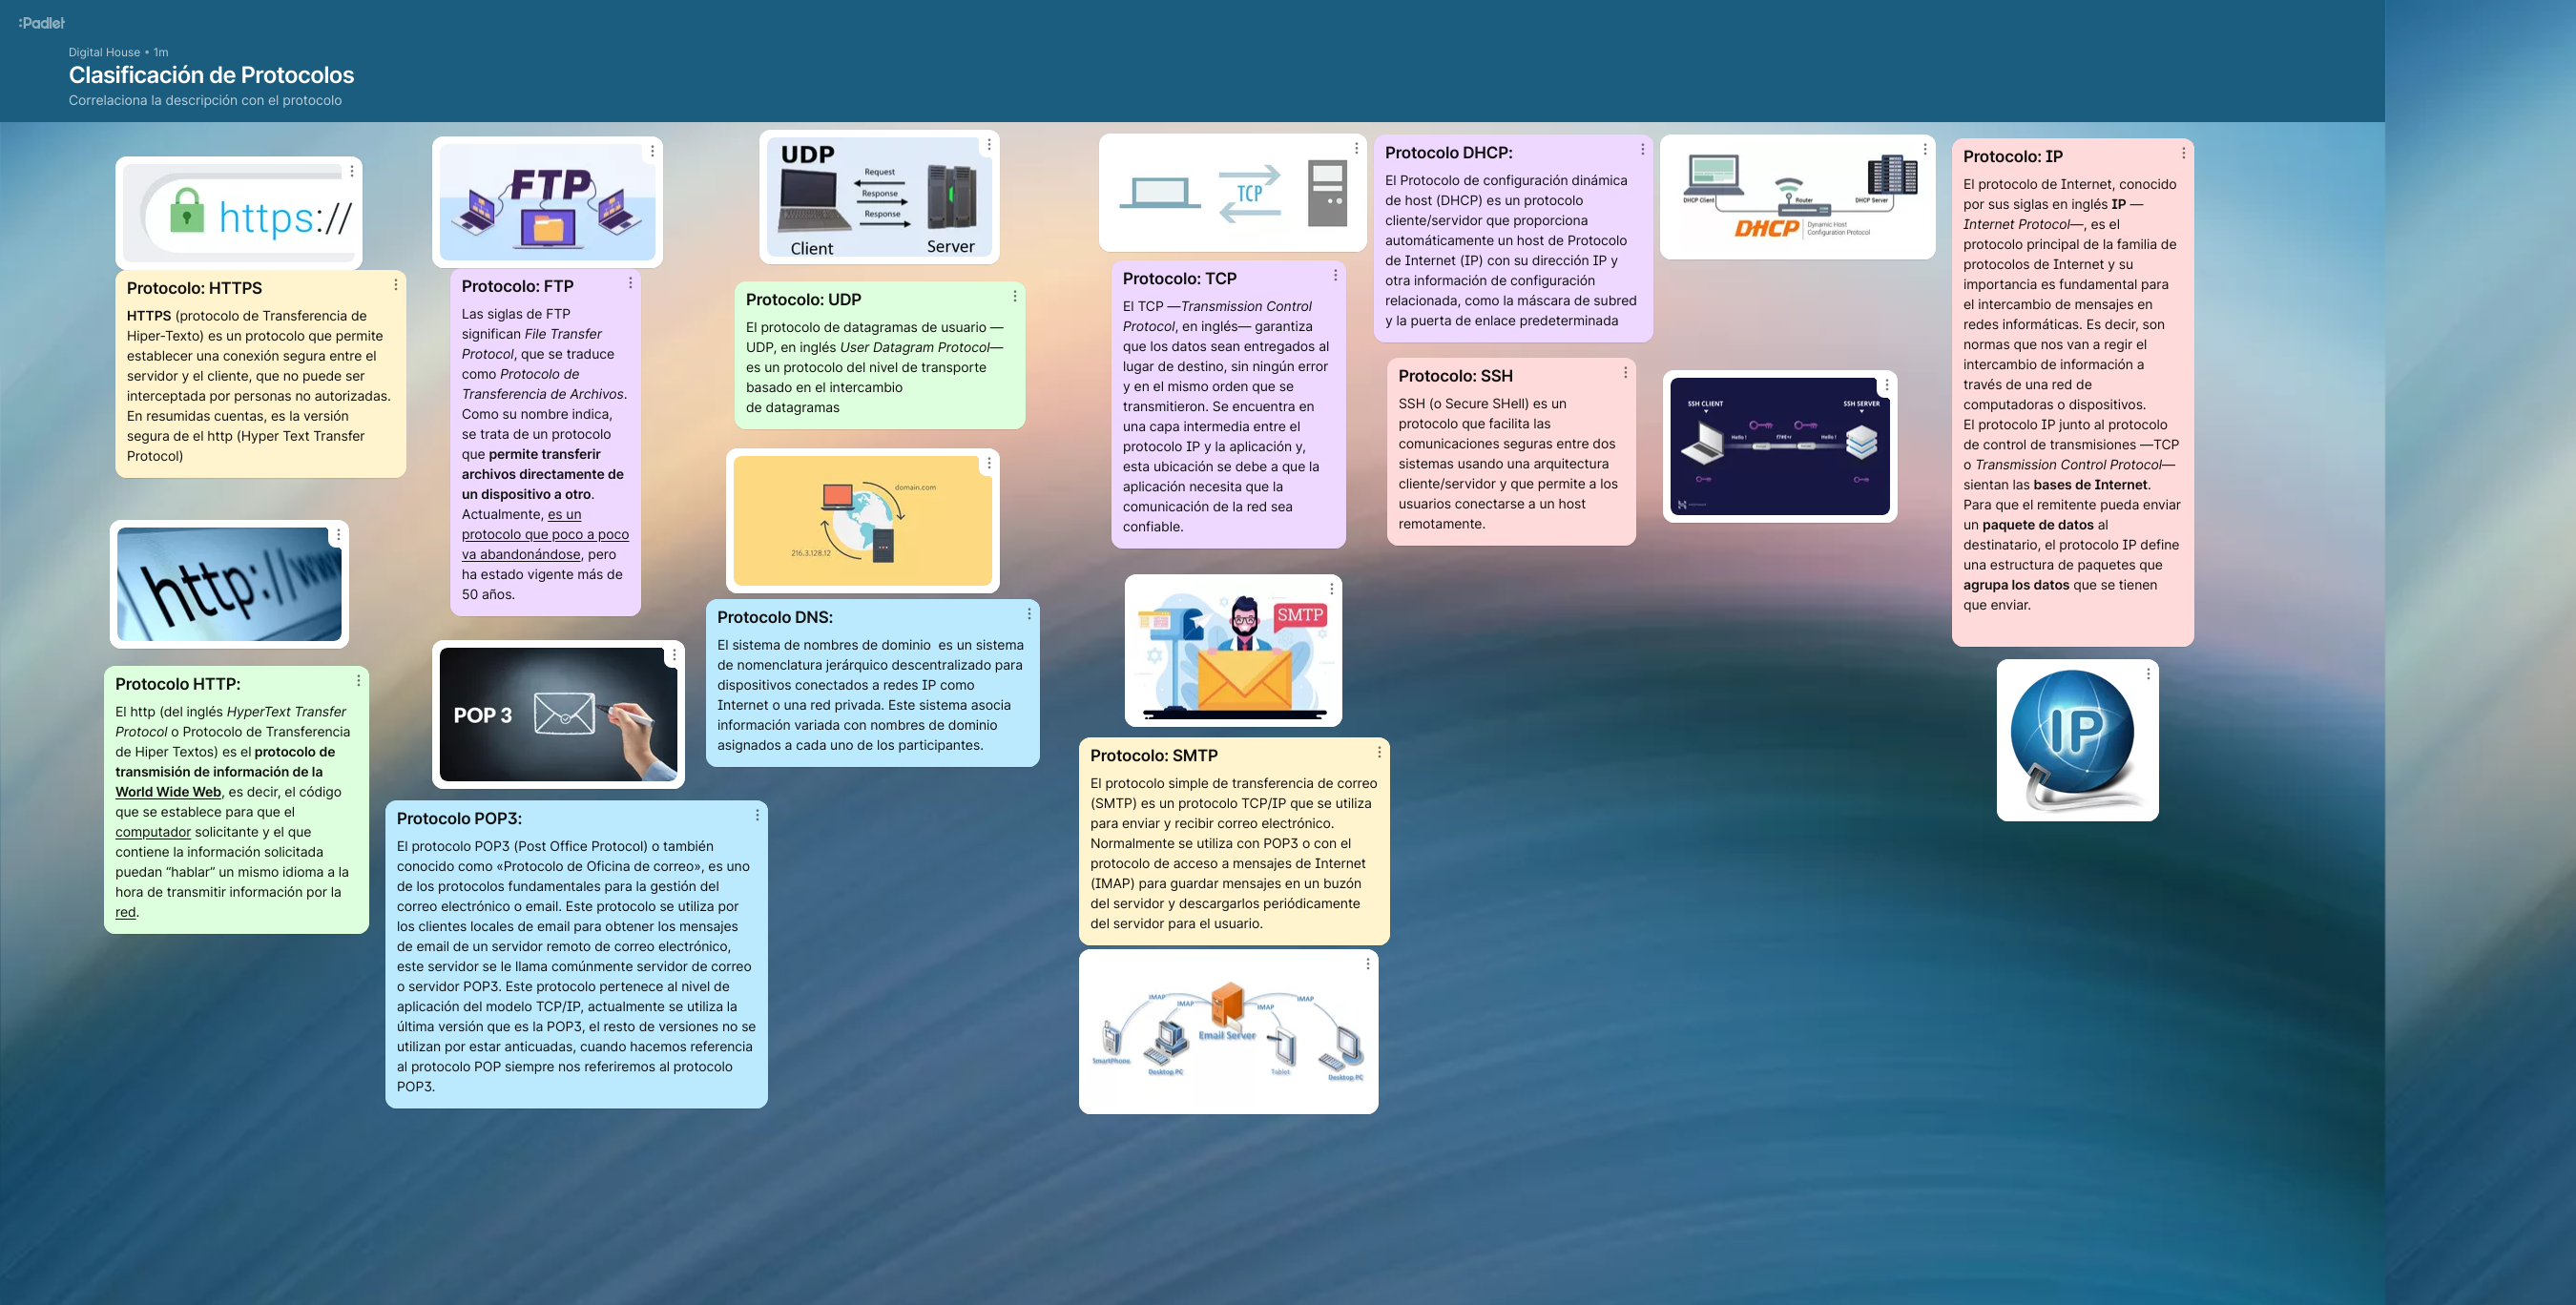 :Padlet
Digital House • 1m
Clasificación de Protocolos
Correlaciona la descripción con el protocolo
https://
Protocolo: HTTPS
HTTPS (protocolo de Transferencia de
Hiper-Texto) es un protocolo que permite
establecer una conexión segura entre el
servidor y el cliente, que no puede ser
interceptada por personas no autorizadas.
En resumidas cuentas, es la versión
segura de el http (Hyper Text Transfer
Protocol)
http://www
Protocolo HTTP:
El http (del inglés HyperText Transfer
Protocol o Protocolo de Transferencia
de Hiper Textos) es el protocolo de
transmisión de información de la
World Wide Web, es decir, el código
que se establece para que el
computador solicitante y el que
contiene la información solicitada
puedan “hablar” un mismo idioma a la
hora de transmitir información por la
red.
FTP
Protocolo: FTP
Las siglas de FTP
significan File Transfer
Protocol, que se traduce
como Protocolo de
Transferencia de Archivos.
Como su nombre indica,
se trata de un protocolo
que permite transferir
archivos directamente de
un dispositivo a otro.
Actualmente, es un
protocolo que poco a poco
va abandonándose, pero
ha estado vigente más de
50 años.
POP 3
Protocolo POP3:
El protocolo POP3 (Post Office Protocol) o también
conocido como «Protocolo de Oficina de correo», es uno
de los protocolos fundamentales para la gestión del
correo electrónico o email. Este protocolo se utiliza por
los clientes locales de email para obtener los mensajes
de email de un servidor remoto de correo electrónico,
este servidor se le llama comúnmente servidor de correo
o servidor POP3. Este protocolo pertenece al nivel de
aplicación del modelo TCP/IP, actualmente se utiliza la
última versión que es la POP3, el resto de versiones no se
utilizan por estar anticuadas, cuando hacemos referencia
al protocolo POP siempre nos referiremos al protocolo
POP3.
UDP
Request
Response
Response
Client
Server
Protocolo: UDP
El protocolo de datagramas de usuario —
UDP, en inglés User Datagram Protocol—
es un protocolo del nivel de transporte
basado en el intercambio
de datagramas
domain.com
216.3.128.12
Protocolo DNS:
El sistema de nombres de dominio  es un sistema
de nomenclatura jerárquico descentralizado para
dispositivos conectados a redes IP como
Internet o una red privada. Este sistema asocia
información variada con nombres de dominio
asignados a cada uno de los participantes.
TCP
Protocolo: TCP
El TCP —Transmission Control
Protocol, en inglés— garantiza
que los datos sean entregados al
lugar de destino, sin ningún error
y en el mismo orden que se
transmitieron. Se encuentra en
una capa intermedia entre el
protocolo IP y la aplicación y,
esta ubicación se debe a que la
aplicación necesita que la
comunicación de la red sea
confiable.
SMTP
Protocolo: SMTP
El protocolo simple de transferencia de correo
(SMTP) es un protocolo TCP/IP que se utiliza
para enviar y recibir correo electrónico.
Normalmente se utiliza con POP3 o con el
protocolo de acceso a mensajes de Internet
(IMAP) para guardar mensajes en un buzón
del servidor y descargarlos periódicamente
del servidor para el usuario.
IMAP
IMAP
IMAP
IMAP
Email Server
SmartPhone
Desktop PC
Tablet
Desktop PC
Protocolo DHCP:
El Protocolo de configuración dinámica
de host (DHCP) es un protocolo
cliente/servidor que proporciona
automáticamente un host de Protocolo
de Internet (IP) con su dirección IP y
otra información de configuración
relacionada, como la máscara de subred
y la puerta de enlace predeterminada
DHCP Client
Router
DHCP Server
DHCP
Dynamic Host
Configuration Protocol
Protocolo: SSH
SSH (o Secure SHell) es un
protocolo que facilita las
comunicaciones seguras entre dos
sistemas usando una arquitectura
cliente/servidor y que permite a los
usuarios conectarse a un host
remotamente.
SSH CLIENT
SSH SERVER
Hello !
Hello !
Protocolo: IP
El protocolo de Internet, conocido
por sus siglas en inglés IP —
Internet Protocol—, es el
protocolo principal de la familia de
protocolos de Internet y su
importancia es fundamental para
el intercambio de mensajes en
redes informáticas. Es decir, son
normas que nos van a regir el
intercambio de información a
través de una red de
computadoras o dispositivos.
El protocolo IP junto al protocolo
de control de transmisiones —TCP
o Transmission Control Protocol—
sientan las bases de Internet.
Para que el remitente pueda enviar
un paquete de datos al
destinatario, el protocolo IP define
una estructura de paquetes que
agrupa los datos que se tienen
que enviar.
IP